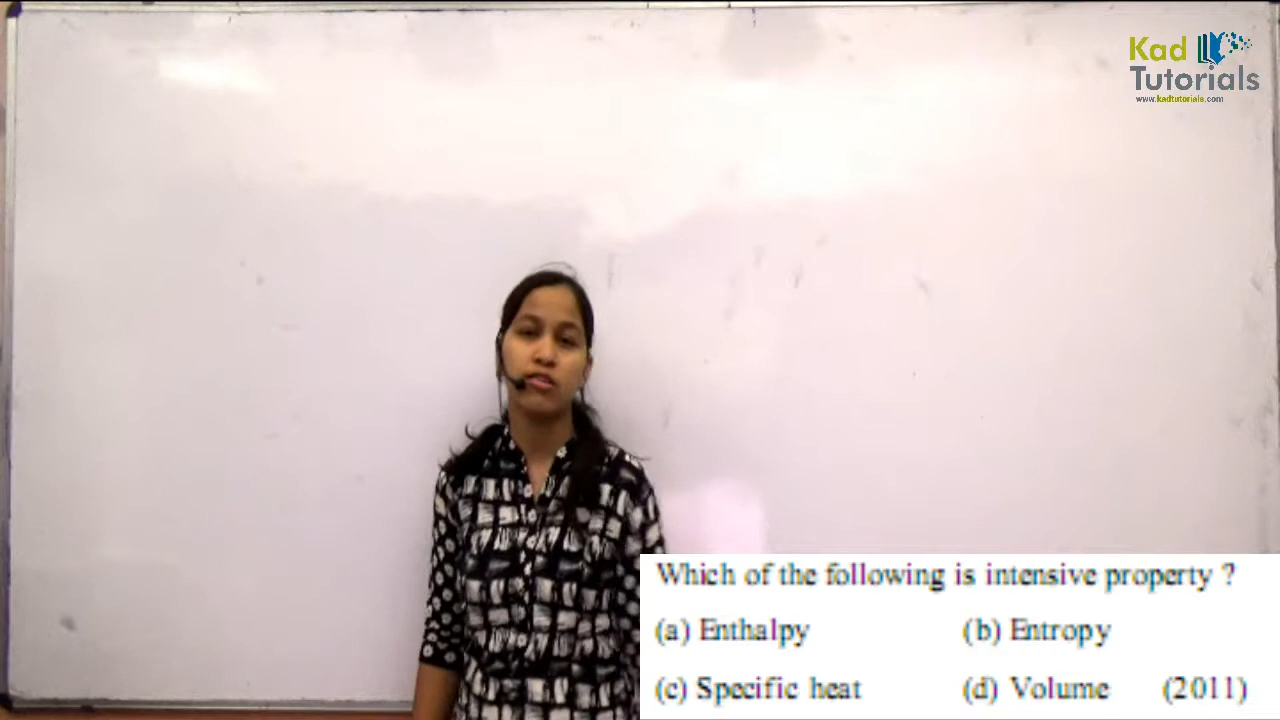 Kad
Tutorials
www.kadtutorials.com
Which of the following is intensive property ?
(a) Enthalpy (b) Entropy
(c) Specific heat (d) Volume (2011)